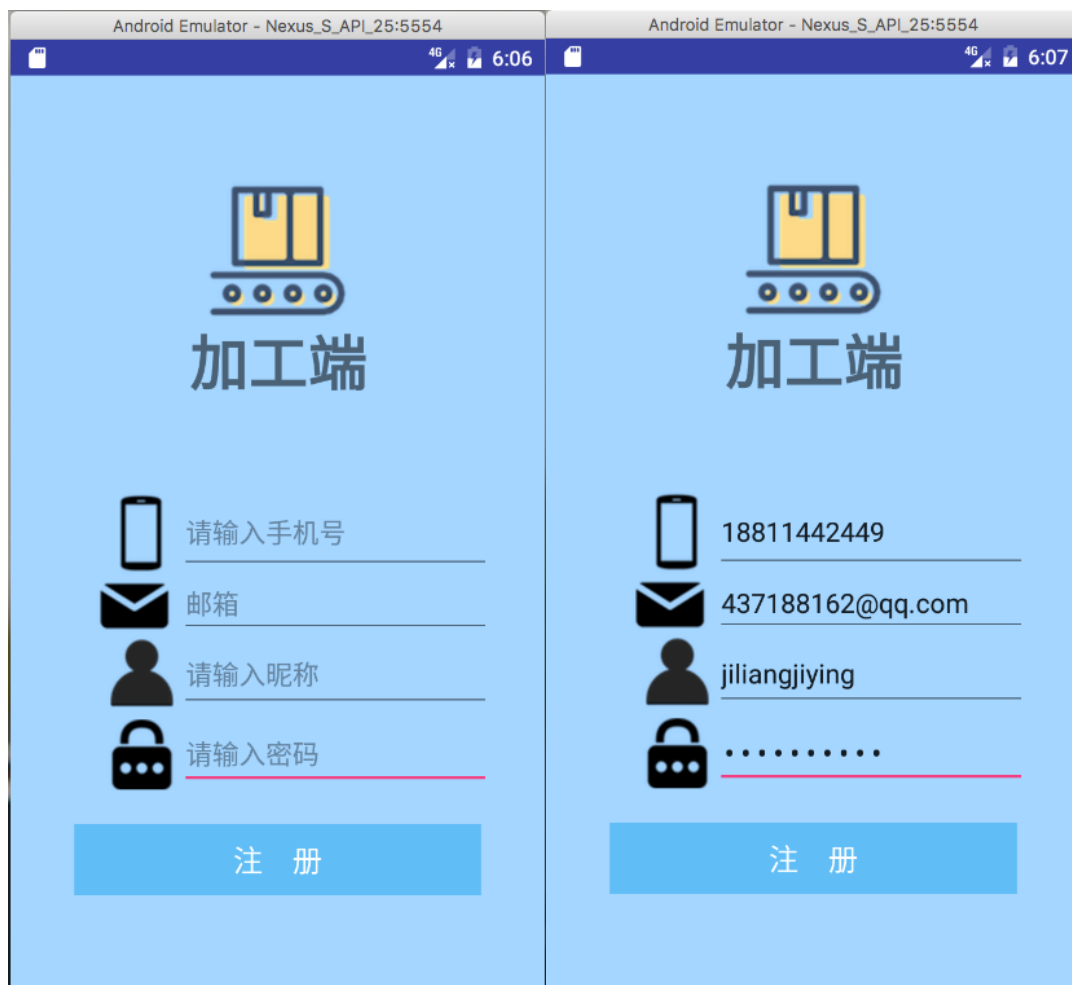 Android Emulator - Nexus_S_API_25:5554
4G 6:06
加工端
请输入手机号
邮箱
请输入昵称
请输入密码
注 册
Android Emulator - Nexus_S_API_25:5554
4G 6:07
加工端
18811442449
437188162@qq.com
jiliangjiying
••••••••••
注 册